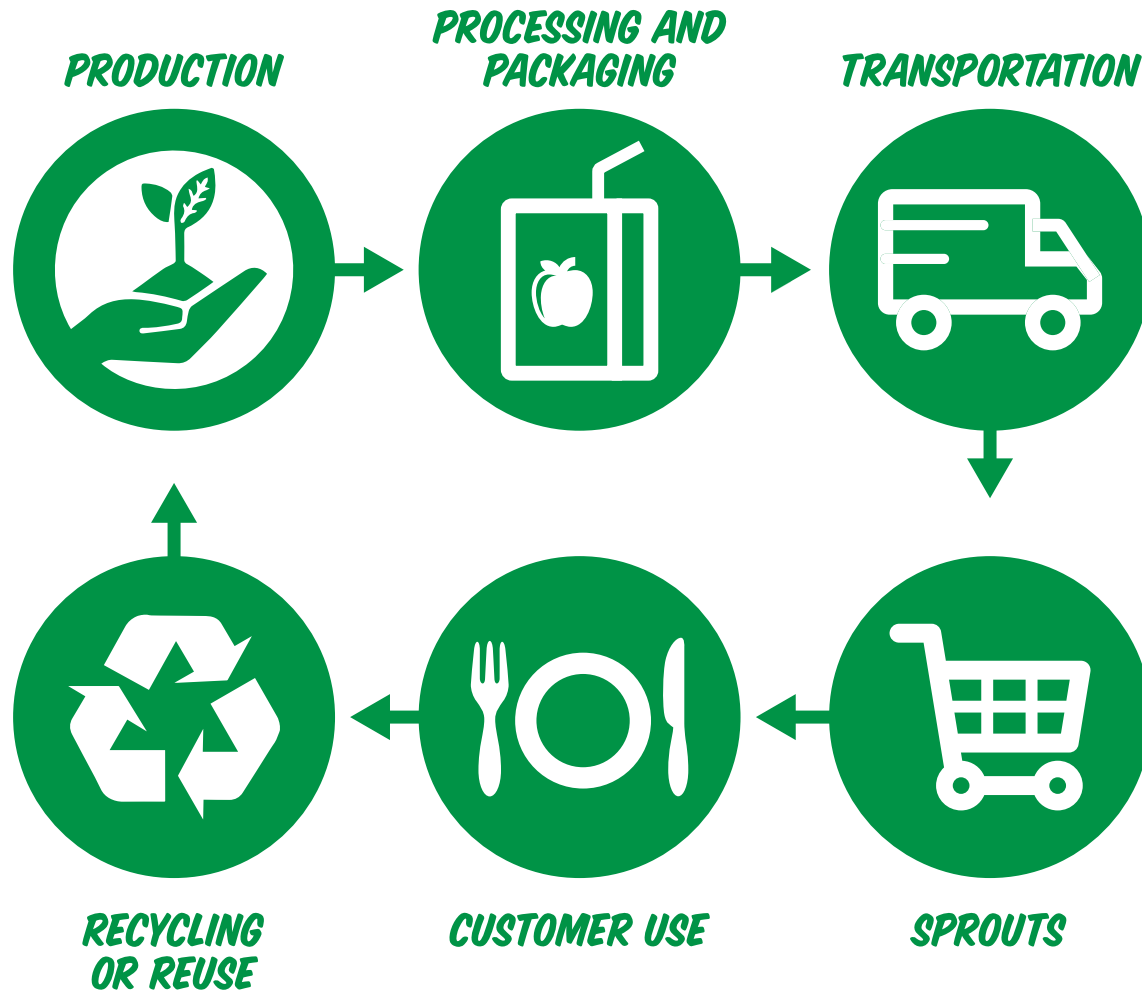 PRODUCTION
PROCESSING AND
PACKAGING
TRANSPORTATION
RECYCLING
OR REUSE
CUSTOMER USE
SPROUTS